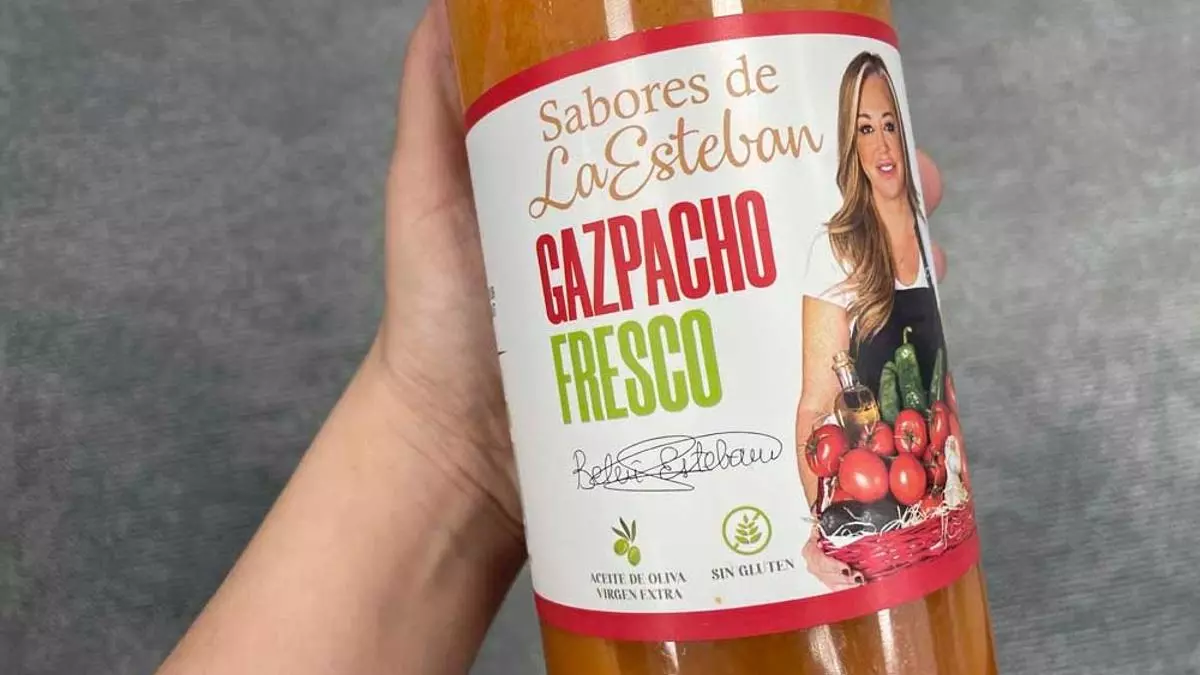 Sabores de
LaEsteban
GAZPACHO
FRESCO
Belén Esteban
ACEITE DE OLIVA
VIRGEN EXTRA
SIN GLUTEN